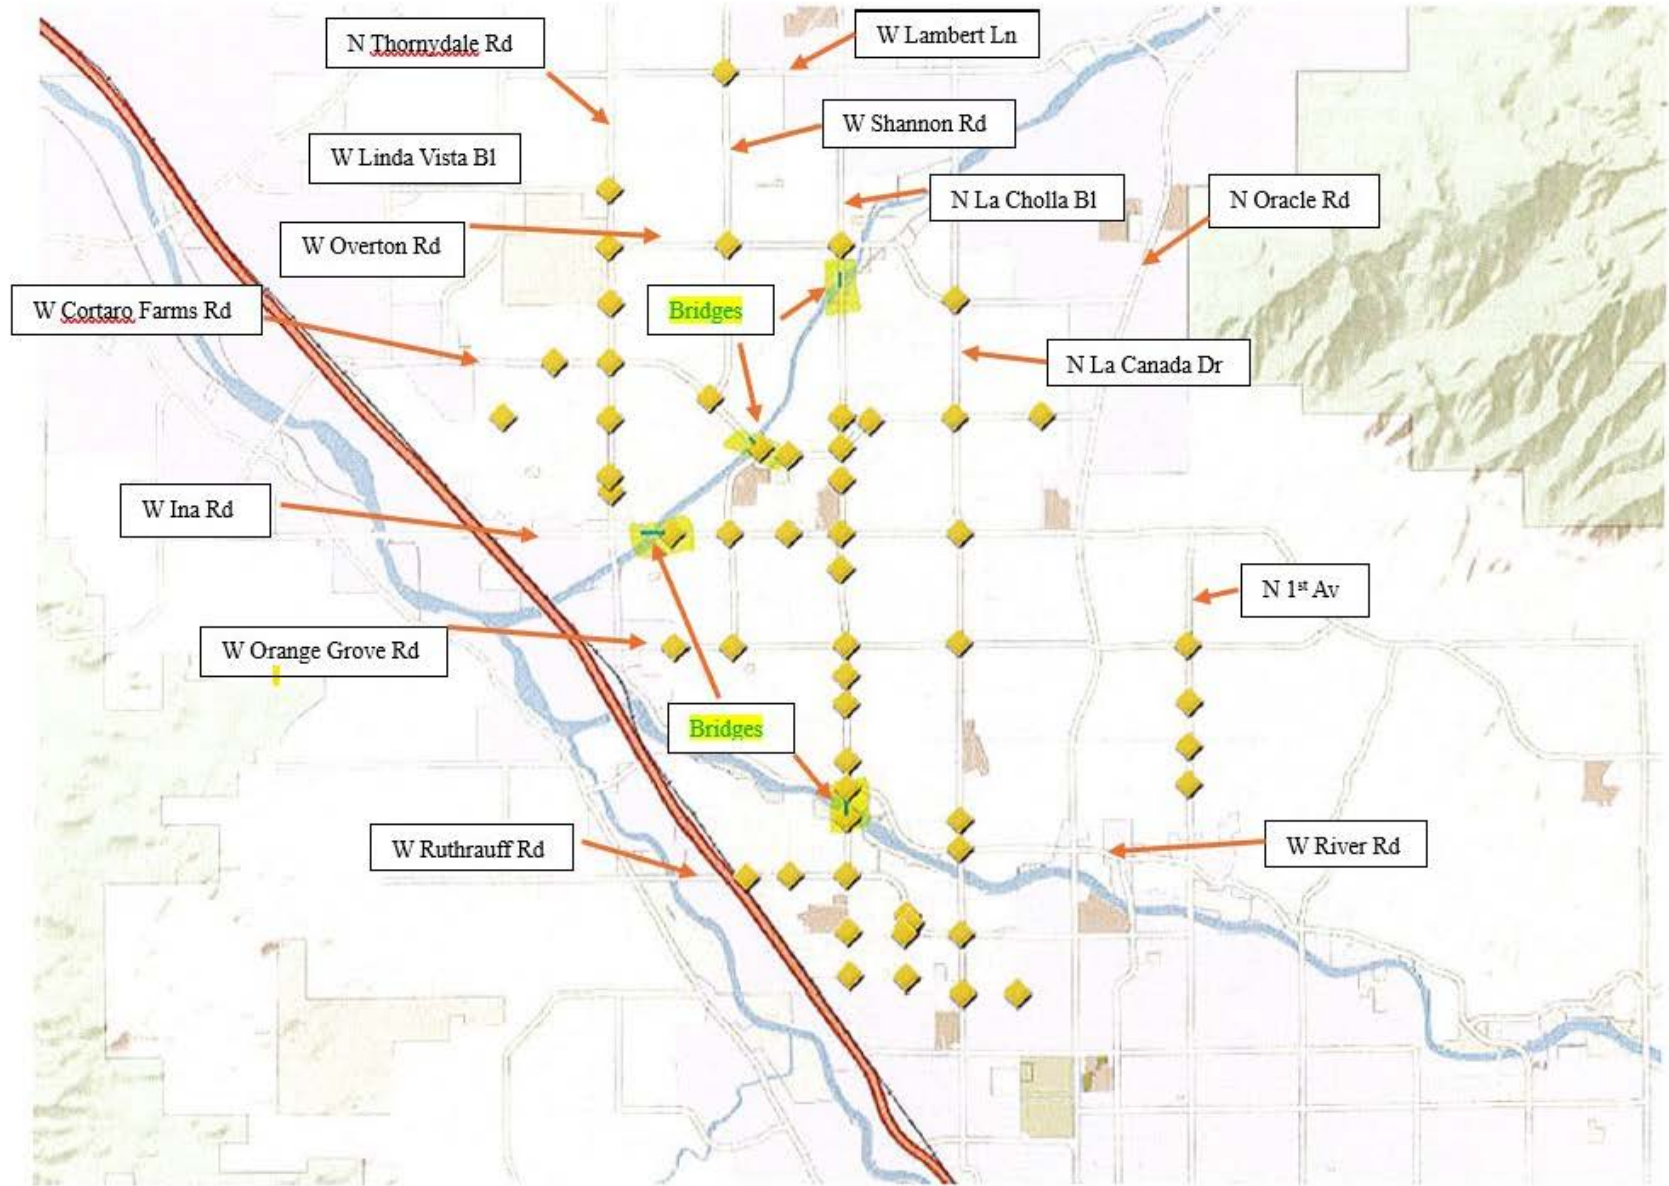 W Lambert Ln
N Thornydale Rd
W Shannon Rd
W Linda Vista Bl
N La Cholla Bl
N Oracle Rd
W Overton Rd
W Cortaro Farms Rd
Bridges
N La Canada Dr
W Ina Rd
N 1st Av
W Orange Grove Rd
Bridges
W Ruthrauff Rd
W River Rd